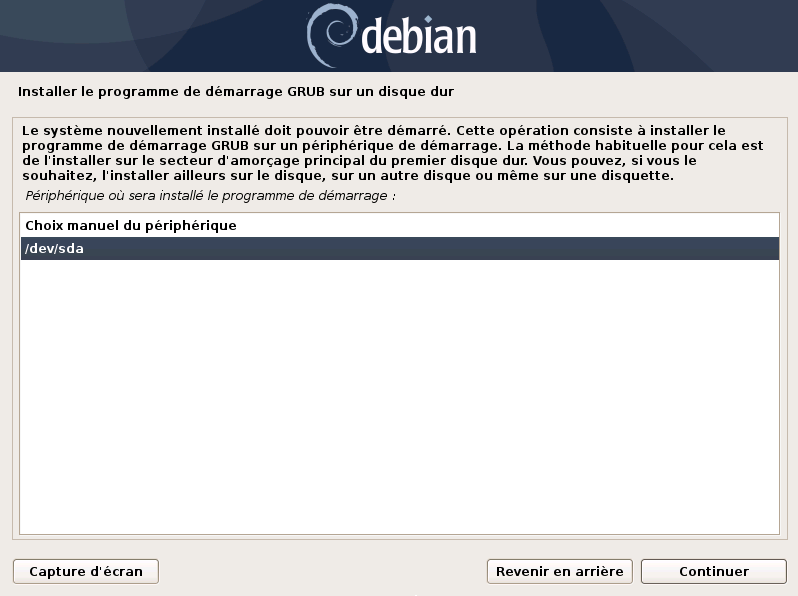 debian
Installer le programme de démarrage GRUB sur un disque dur
Le système nouvellement installé doit pouvoir être démarré. Cette opération consiste à installer le
programme de démarrage GRUB sur un périphérique de démarrage. La méthode habituelle pour cela est
de l'installer sur le secteur d'amorçage principal du premier disque dur. Vous pouvez, si vous le
souhaitez, l'installer ailleurs sur le disque, sur un autre disque ou même sur une disquette.
Périphérique où sera installé le programme de démarrage :
Choix manuel du périphérique
/dev/sda
Capture d'écran
Revenir en arrière
Continuer